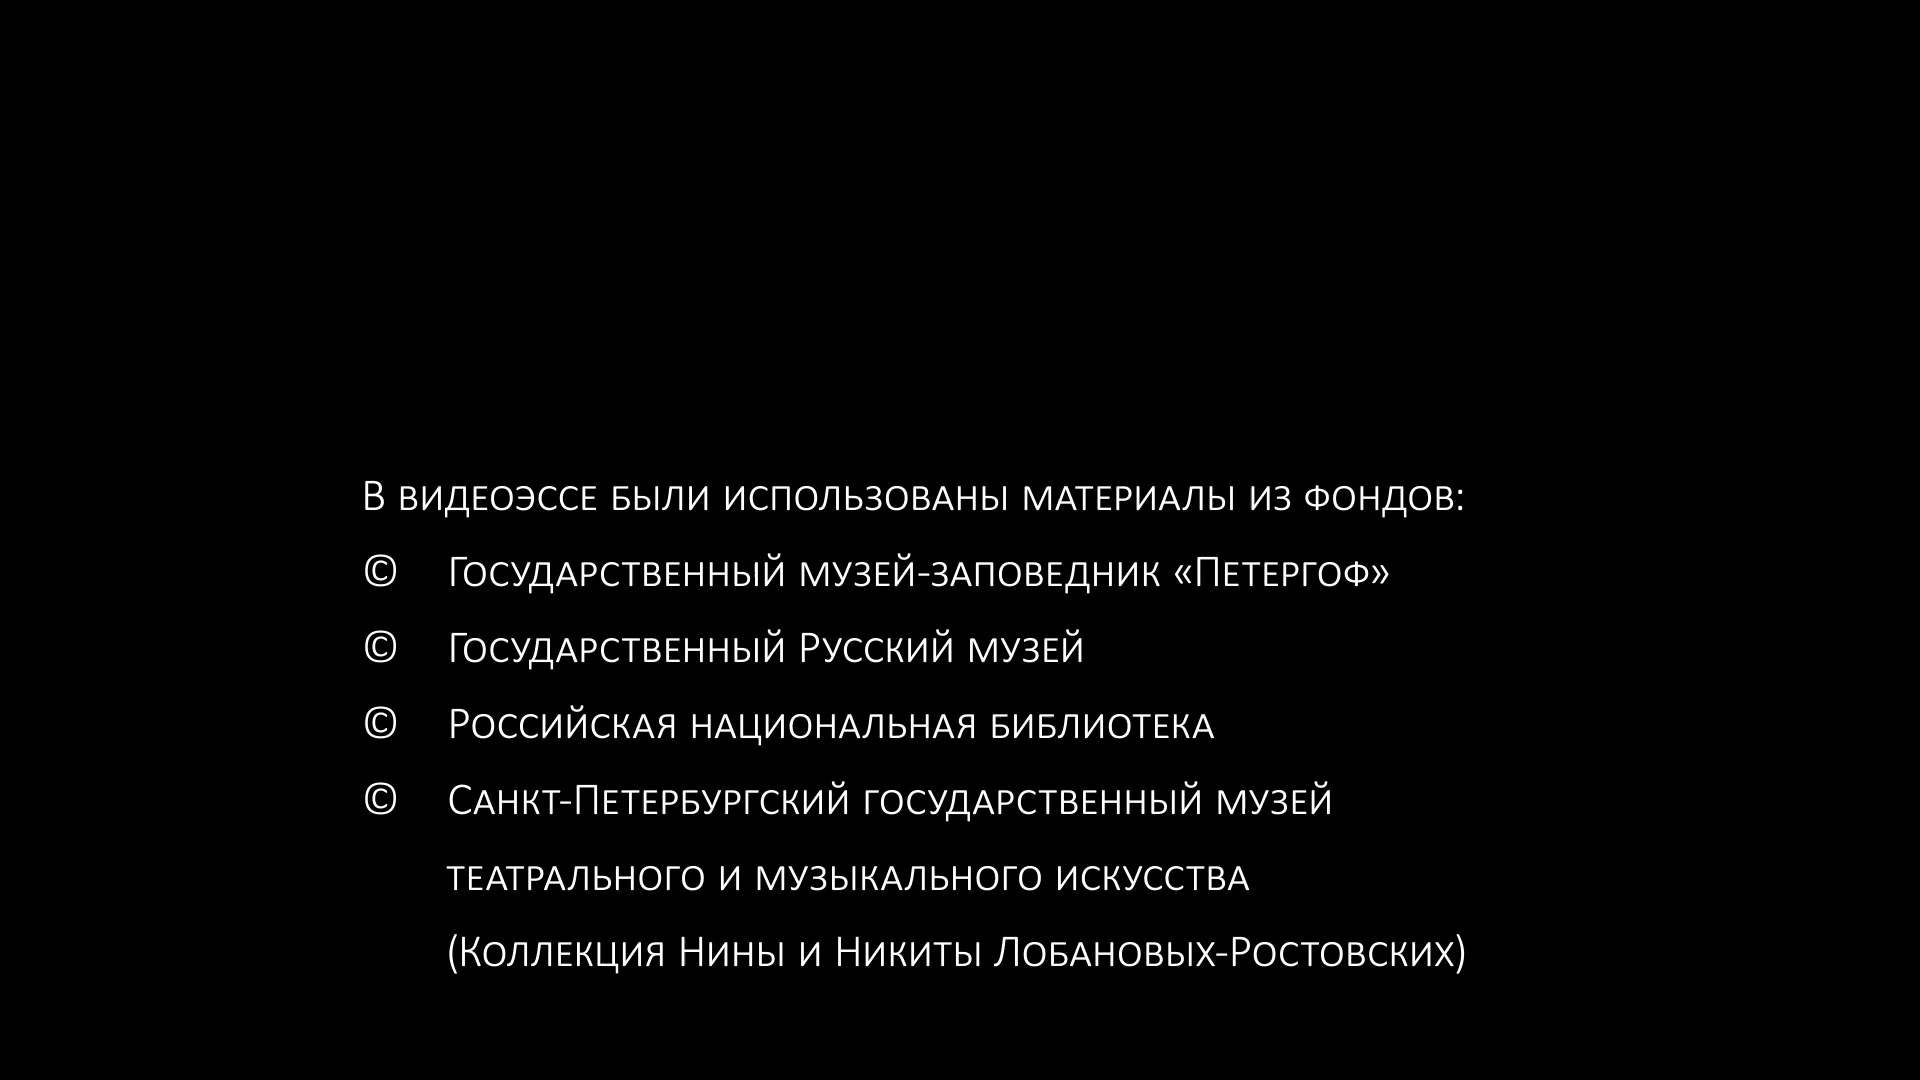 В видеоэссе были использованы материалы из фондов:
© Государственный музей-заповедник «Петергоф»
© Государственный Русский музей
© Российская национальная библиотека
© Санкт-Петербургский государственный музей
театрального и музыкального искусства
(Коллекция Нины и Никиты Лобановых-Ростовских)